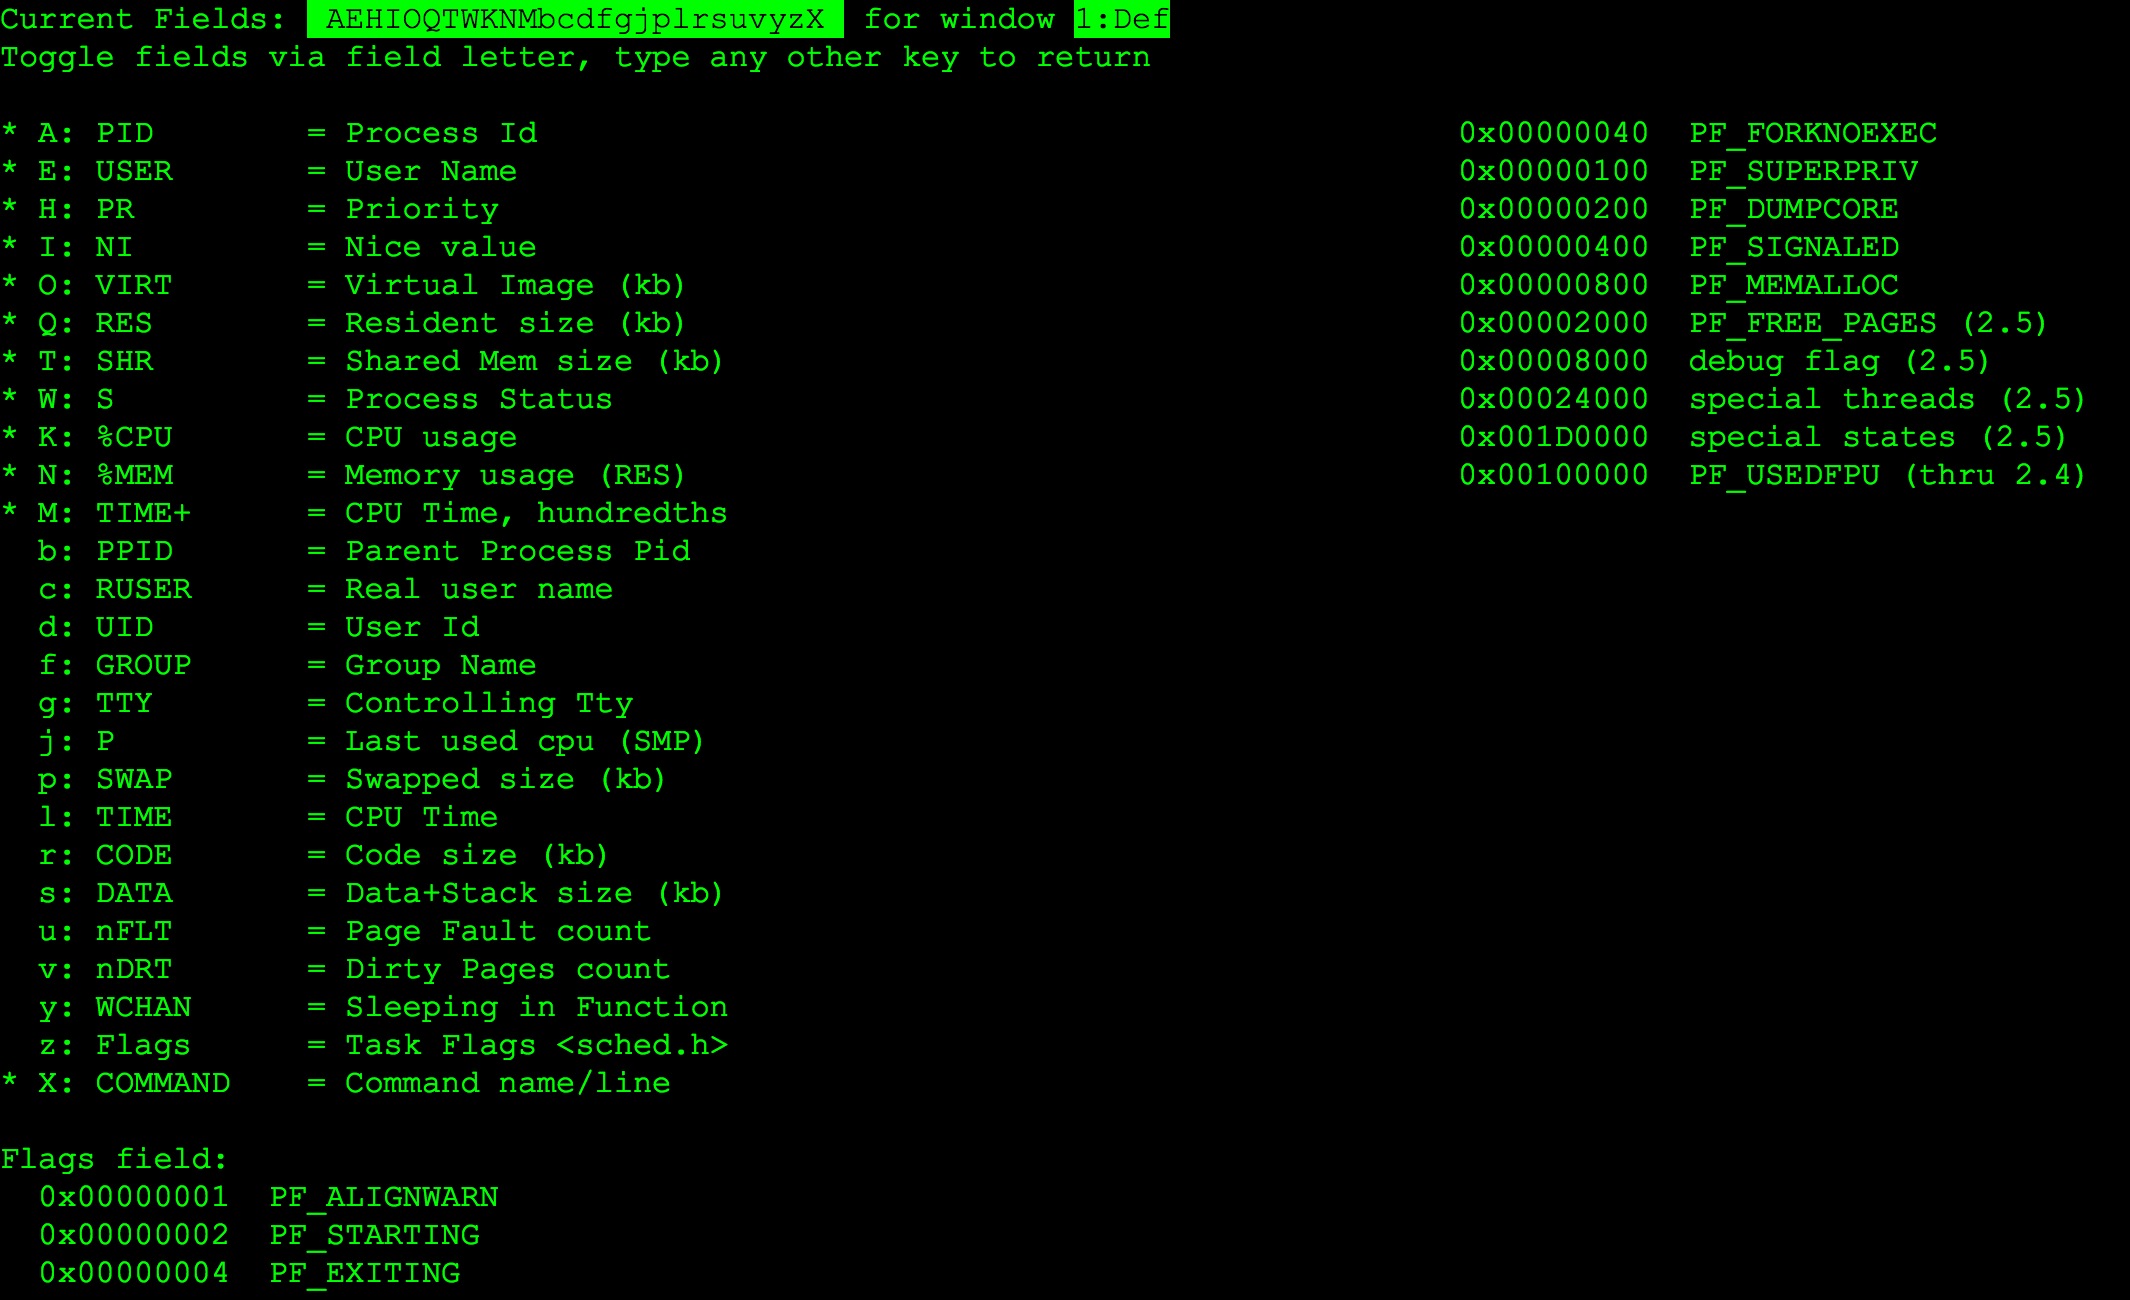 Current Fields:  AEHIOQTWKNMbcdfgjplrsuvyzX  for window 1:Def
Toggle fields via field letter, type any other key to return
* A: PID = Process Id 0x00000040 PF_FORKNOEXEC
* E: USER = User Name 0x00000100 PF_SUPERPRIV
* H: PR = Priority 0x00000200 PF_DUMPCORE
* I: NI = Nice value 0x00000400 PF_SIGNALED
* O: VIRT = Virtual Image (kb) 0x00000800 PF_MEMALLOC
* Q: RES = Resident size (kb) 0x00002000 PF_FREE_PAGES (2.5)
* T: SHR = Shared Mem size (kb) 0x00008000 debug flag (2.5)
* W: S = Process Status 0x00024000 special threads (2.5)
* K: %CPU = CPU usage 0x001D0000 special states (2.5)
* N: %MEM = Memory usage (RES) 0x00100000 PF_USEDFPU (thru 2.4)
* M: TIME+ = CPU Time, hundredths
b: PPID = Parent Process Pid
c: RUSER = Real user name
d: UID = User Id
f: GROUP = Group Name
g: TTY = Controlling Tty
j: P = Last used cpu (SMP)
p: SWAP = Swapped size (kb)
l: TIME = CPU Time
r: CODE = Code size (kb)
s: DATA = Data+Stack size (kb)
u: nFLT = Page Fault count
v: nDRT = Dirty Pages count
y: WCHAN = Sleeping in Function
z: Flags = Task Flags <sched.h>
* X: COMMAND = Command name/line
Flags field:
0x00000001 PF_ALIGNWARN
0x00000002 PF_STARTING
0x00000004 PF_EXITING